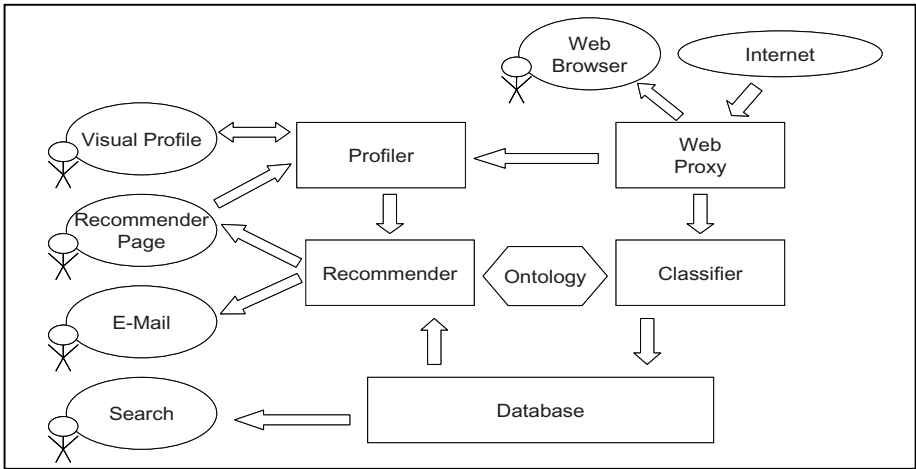 Web
Browser
Internet
Visual Profile
Profiler
Web
Proxy
Recommender
Page
Recommender
Ontology
Classifier
E-Mail
Search
Database